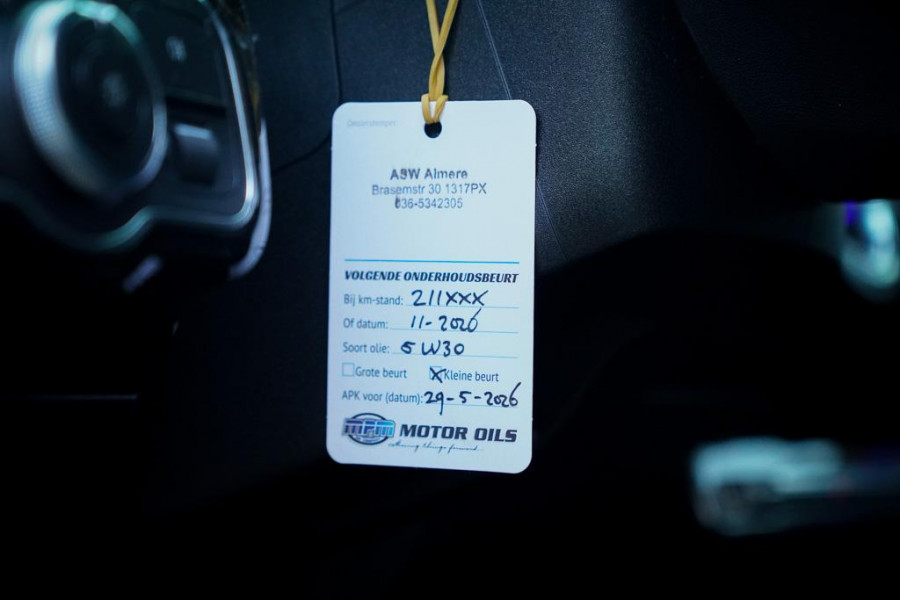 ASW Almere
Brasemstr 30 1317PX
036-5342305
VOLGENDE ONDERHOUDSBEURT
Bij km-stand: 211XXX
Of datum: 11-2026
Soort olie: 5W30
Grote beurt X Kleine beurt
APK voor (datum): 29-5-2026
MPM MOTOR OILS